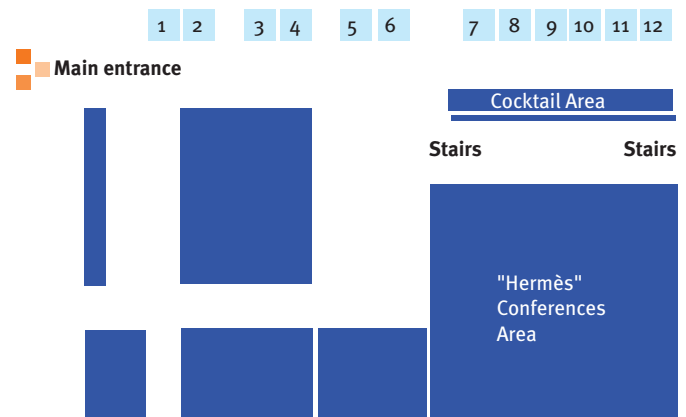 1 2 3 4 5 6 7 8 9 10 11 12
Main entrance
Cocktail Area
Stairs Stairs
"Hermès"
Conferences
Area